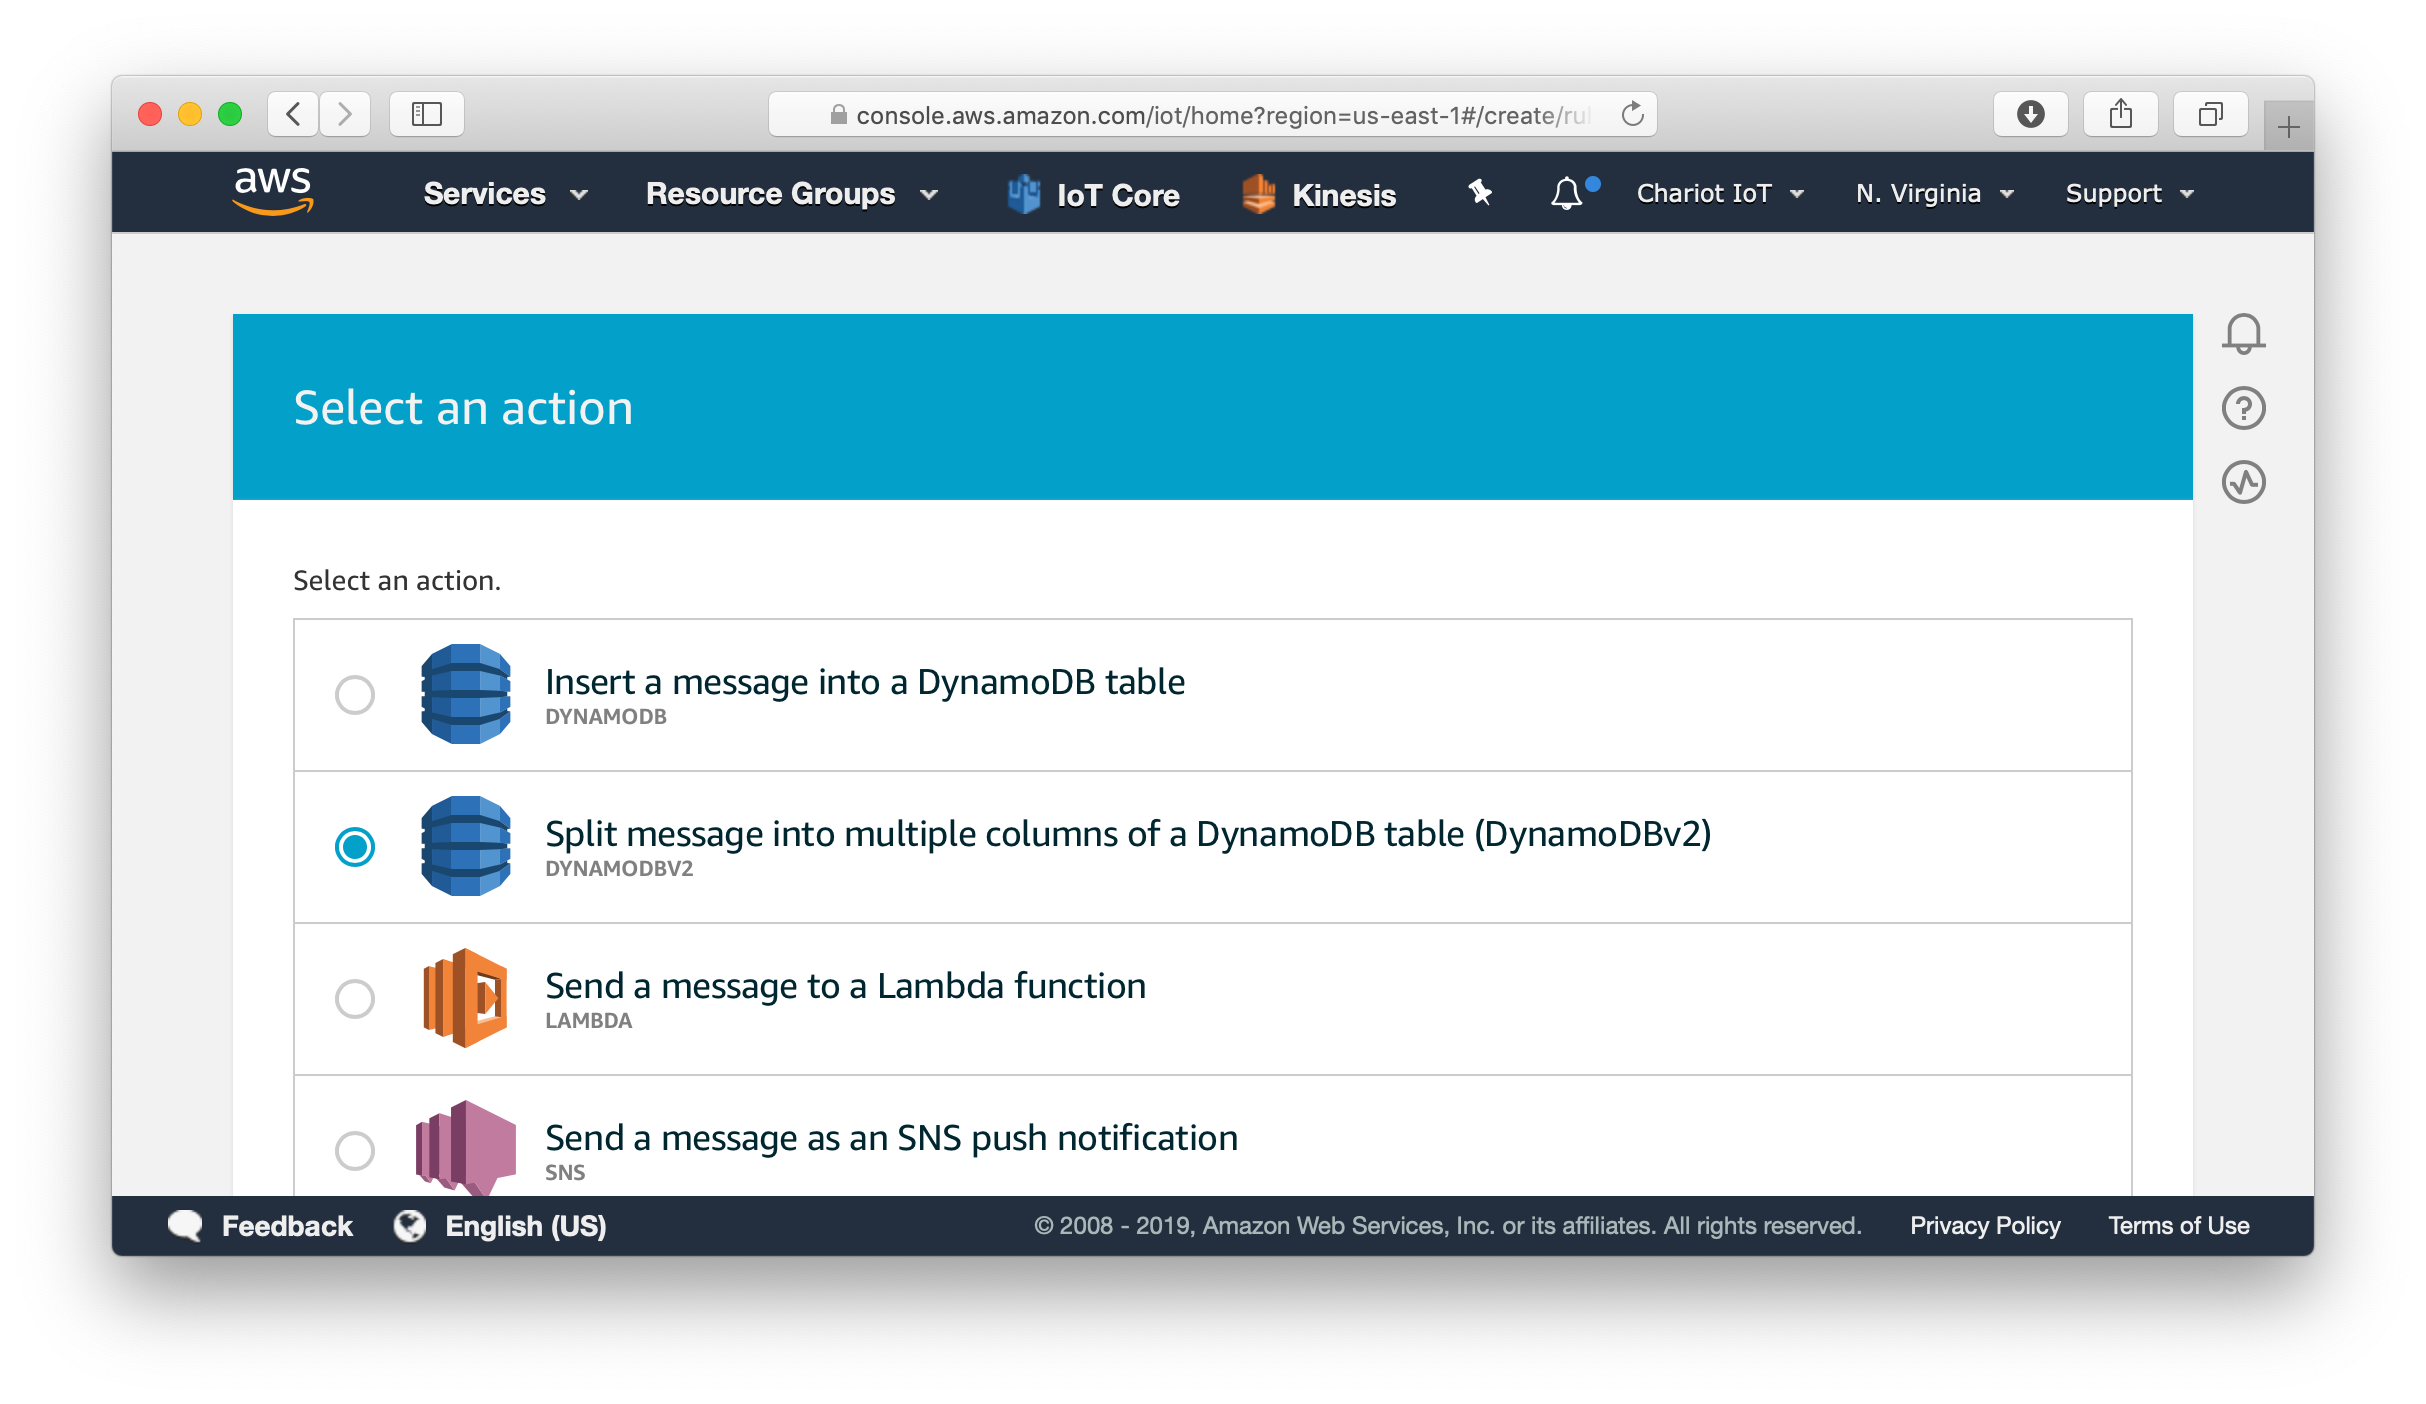 console.aws.amazon.com/iot/home?region=us-east-1#/create/ru
aws Services Resource Groups IoT Core Kinesis Chariot IoT N. Virginia Support
Select an action
Select an action.
Insert a message into a DynamoDB table
DYNAMODB
Split message into multiple columns of a DynamoDB table (DynamoDBv2)
DYNAMODBV2
Send a message to a Lambda function
LAMBDA
Send a message as an SNS push notification
SNS
Feedback English (US) © 2008 - 2019, Amazon Web Services, Inc. or its affiliates. All rights reserved. Privacy Policy Terms of Use